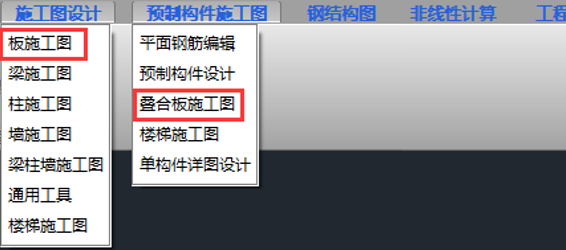 施工图设计 预制构件施工图 钢结构图 非线性计算 工程
板施工图
梁施工图
柱施工图
墙施工图
梁柱墙施工图
通用工具
楼梯施工图
平面钢筋编辑
预制构件设计
叠合板施工图
楼梯施工图
单构件详图设计